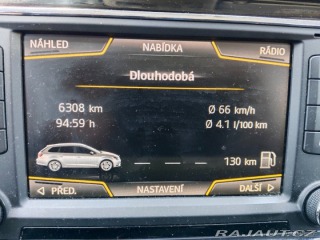 NÁHLED NABÍDKA RÁDIO
Dlouhodobá
6308 km Ø 66 km/h
94:59 h Ø 4.1 l/100 km
130 km
◁ PŘED. NASTAVENÍ DALŠÍ ▷
RAJAUT.CZ